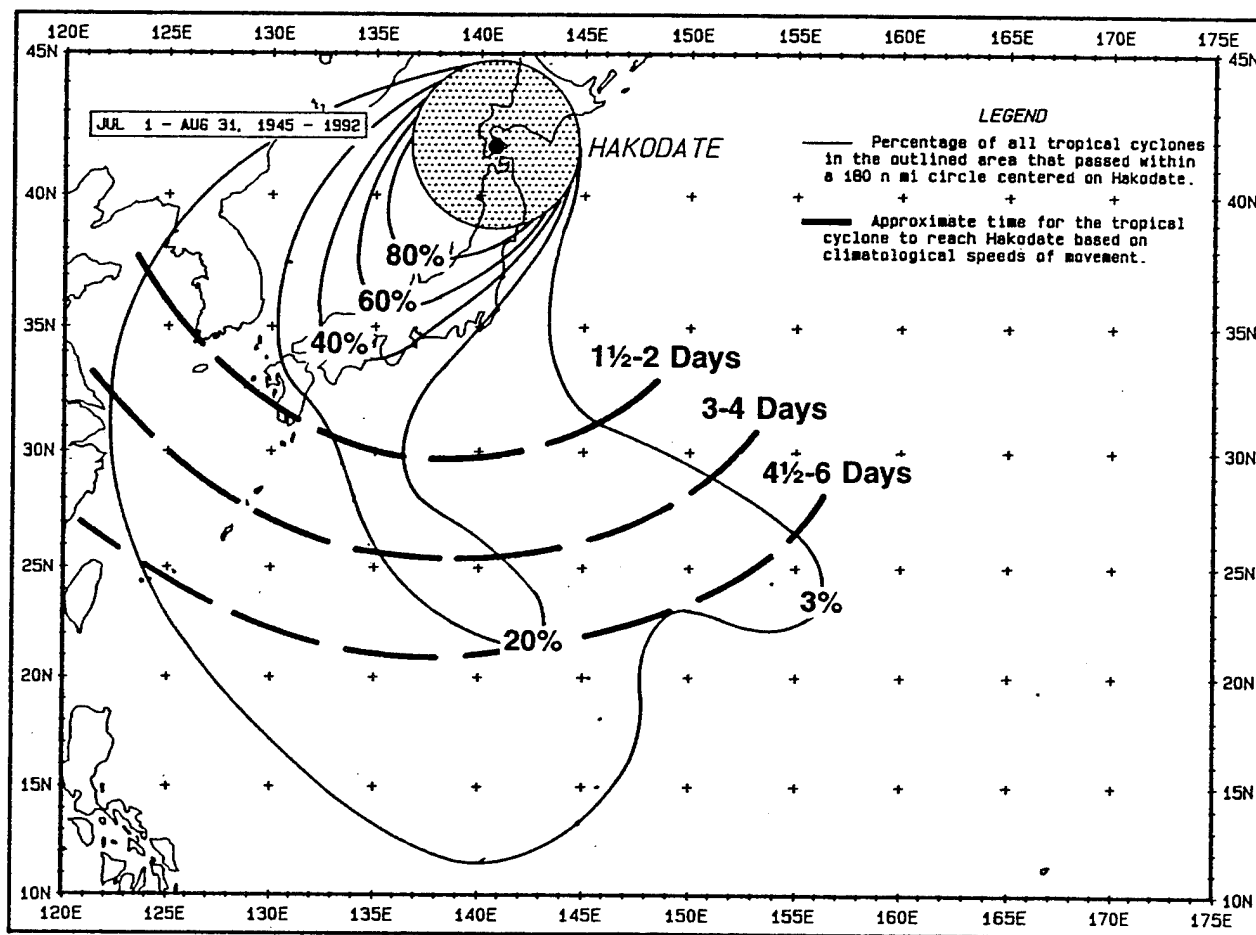 120E 125E 130E 135E 140E 145E 150E 155E 160E 165E 170E 175E
45N 45N
JUL 1 - AUG 31, 1945 - 1992
HAKODATE
LEGEND
Percentage of all tropical cyclones
in the outlined area that passed within
a 180 n mi circle centered on Hakodate.
Approximate time for the tropical
cyclone to reach Hakodate based on
climatological speeds of movement.
40N 40N
80%
60%
40%
35N 35N
1½-2 Days
3-4 Days
30N 30N
4½-6 Days
25N 25N
3%
20%
20N 20N
15N 15N
10N 10N
120E 125E 130E 135E 140E 145E 150E 155E 160E 165E 170E 175E